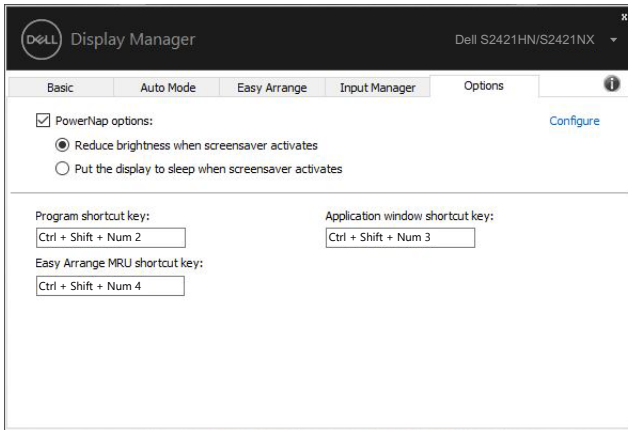 x
DELL Display Manager Dell S2421HN/S2421NX
Basic Auto Mode Easy Arrange Input Manager Options i
PowerNap options: Configure
Reduce brightness when screensaver activates
Put the display to sleep when screensaver activates
Program shortcut key: Application window shortcut key:
Ctrl + Shift + Num 2 Ctrl + Shift + Num 3
Easy Arrange MRU shortcut key:
Ctrl + Shift + Num 4